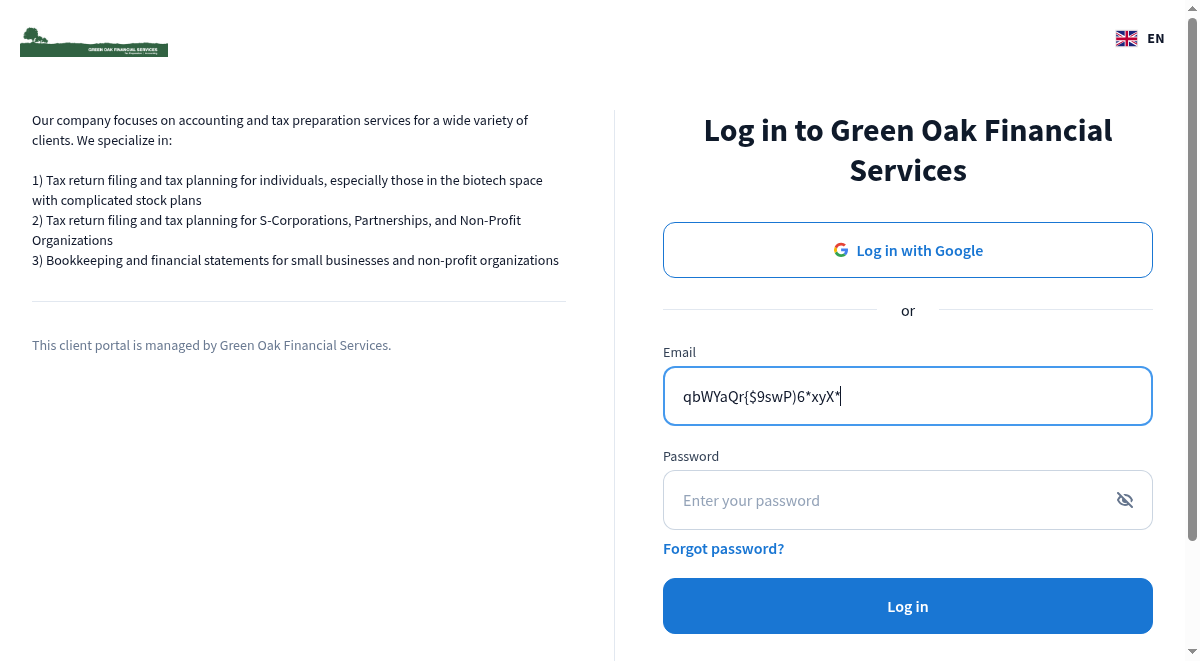 GREEN OAK FINANCIAL SERVICES
EN
Our company focuses on accounting and tax preparation services for a wide variety of
clients. We specialize in:
1) Tax return filing and tax planning for individuals, especially those in the biotech space
with complicated stock plans
2) Tax return filing and tax planning for S-Corporations, Partnerships, and Non-Profit
Organizations
3) Bookkeeping and financial statements for small businesses and non-profit organizations
This client portal is managed by Green Oak Financial Services.
Log in to Green Oak Financial
Services
Log in with Google
or
Email
qbWYaQr{$9swP)6*xyX*
Password
Enter your password
Forgot password?
Log in